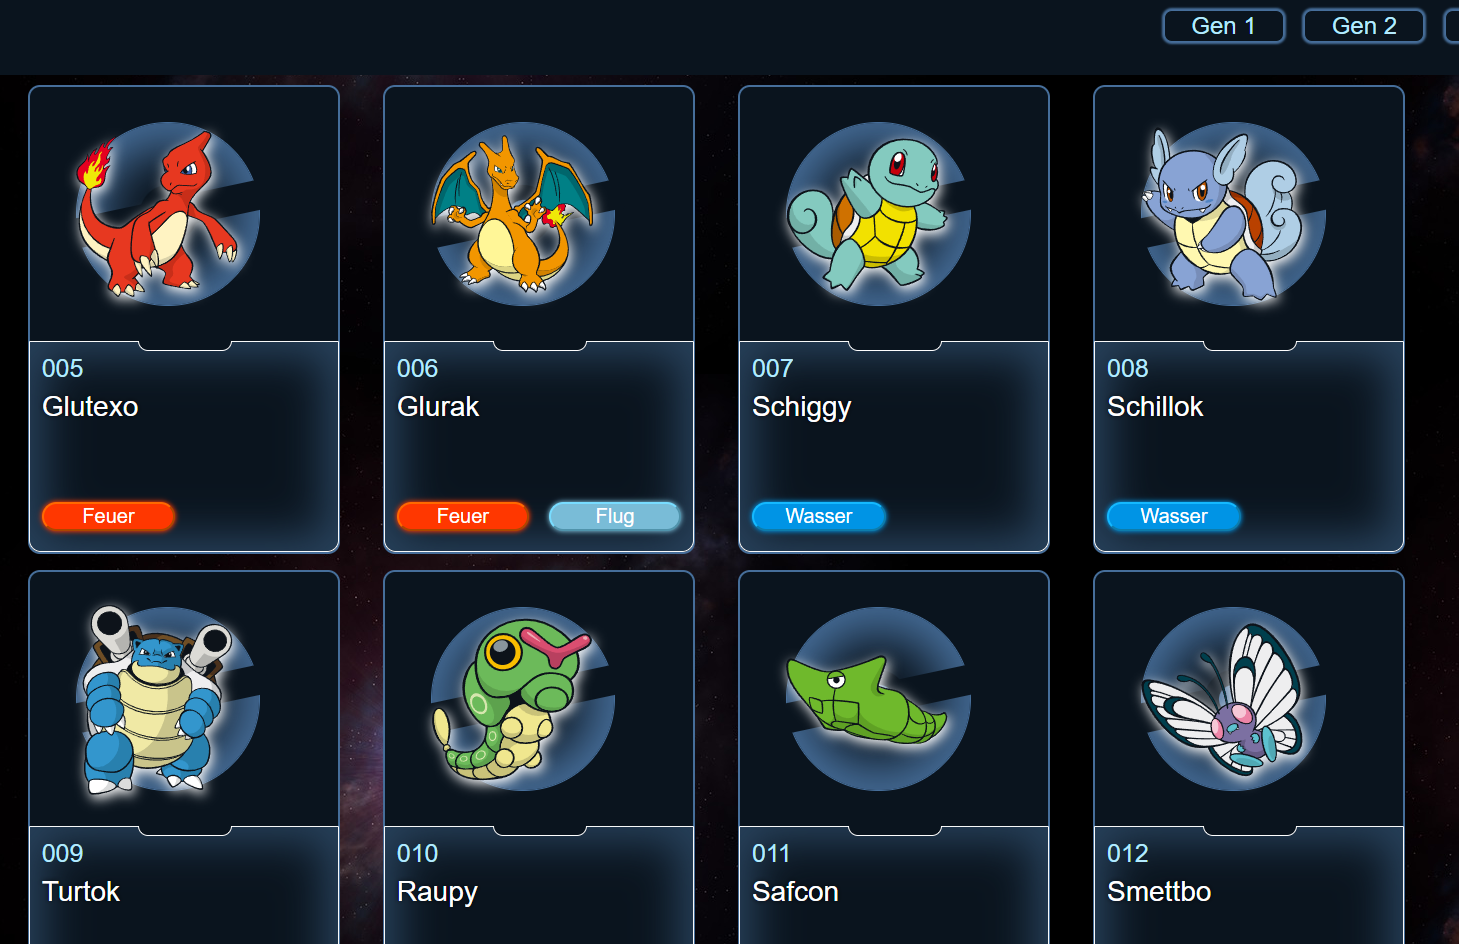 Gen 1
Gen 2
005
Glutexo
Feuer
006
Glurak
Feuer
Flug
007
Schiggy
Wasser
008
Schillok
Wasser
009
Turtok
010
Raupy
011
Safcon
012
Smettbo